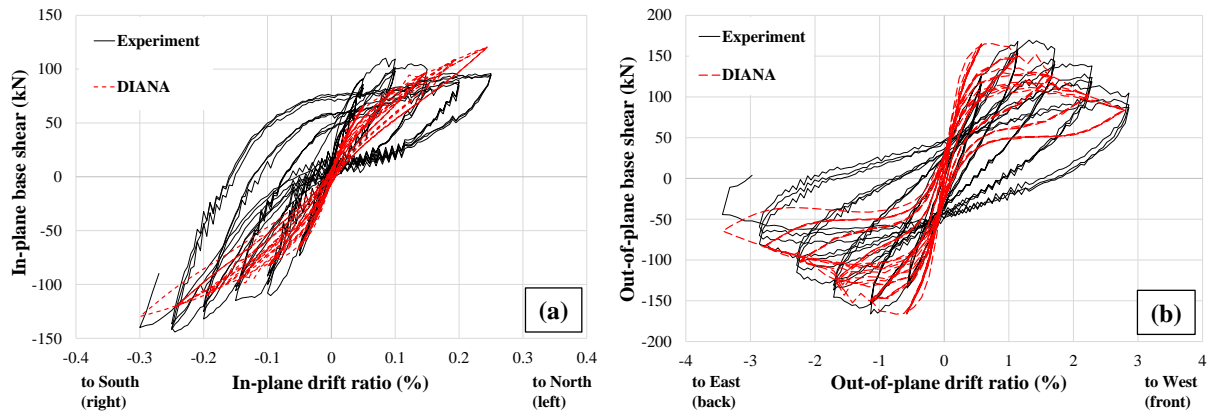 In-plane base shear (kN)
150
100
50
0
-50
-100
-150
Experiment
DIANA
(a)
-0.4 -0.3 -0.2 -0.1 0 0.1 0.2 0.3 0.4
to South In-plane drift ratio (%) to North
(right) (left)
Out-of-plane base shear (kN)
200
150
100
50
0
-50
-100
-150
-200
Experiment
DIANA
(b)
-4 -3 -2 -1 0 1 2 3 4
to East Out-of-plane drift ratio (%) to West
(back) (front)